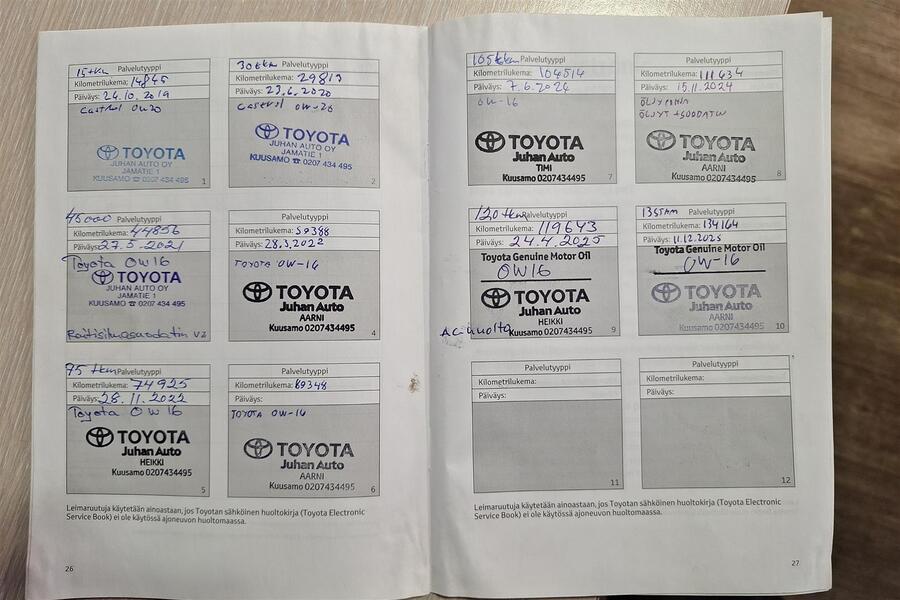 15tkm Palvelutyyppi
Kilometrilukema: 14845
Päiväys: 24.10.2019
Castrol 0w20
TOYOTA
JUHAN AUTO OY
JAMATIE 1
KUUSAMO ☎ 0207 434 495
1
30tkm Palvelutyyppi
Kilometrilukema: 29813
Päiväys: 23.6.2020
Castrol 0W-20
TOYOTA
JUHAN AUTO OY
JAMATIE 1
KUUSAMO ☎ 0207 434 495
2
45000 Palvelutyyppi
Kilometrilukema: 44856
Päiväys: 27.5.2021
Toyota 0W16
TOYOTA
JUHAN AUTO OY
JAMATIE 1
KUUSAMO ☎ 0207 434 495
Raitisilmasuodatin vz
Palvelutyyppi
Kilometrilukema: 59388
Päiväys: 28.3.2022
TOYOTA 0W-16
TOYOTA
Juhan Auto
AARNI
Kuusamo 0207434495
4
75 tkm Palvelutyyppi
Kilometrilukema: 74925
Päiväys: 28.11.2022
Toyota 0W16
TOYOTA
Juhan Auto
HEIKKI
Kuusamo 0207434495
5
Palvelutyyppi
Kilometrilukema: 89348
Päiväys:
TOYOTA 0W-16
TOYOTA
Juhan Auto
AARNI
Kuusamo 0207434495
6
Leimaruutuja käytetään ainoastaan, jos Toyotan sähköinen huoltokirja (Toyota Electronic
Service Book) ei ole käytössä ajoneuvon huoltomaassa.
26
105tkm Palvelutyyppi
Kilometrilukema: 104514
Päiväys: 7.6.2024
0W-16
TOYOTA
Juhan Auto
TIMI
Kuusamo 0207434495
7
Palvelutyyppi
Kilometrilukema: 111434
Päiväys: 15.11.2024
ÖLJYT + SUODATIN
TOYOTA
Juhan Auto
AARNI
Kuusamo 0207434495
8
120 tkm Palvelutyyppi
Kilometrilukema: 119643
Päiväys: 24.4.2025
Toyota Genuine Motor Oil
0W16
TOYOTA
Juhan Auto
HEIKKI
Kuusamo 0207434495
AC huolto
9
135TKM Palvelutyyppi
Kilometrilukema: 134164
Päiväys: 11.12.2025
Toyota Genuine Motor Oil
0W-16
TOYOTA
Juhan Auto
AARNI
Kuusamo 0207434495
10
Palvelutyyppi
Kilometrilukema:
Päiväys:
11
Palvelutyyppi
Kilometrilukema:
Päiväys:
12
Leimaruutuja käytetään ainoastaan, jos Toyotan sähköinen huoltokirja (Toyota Electronic
Service Book) ei ole käytössä ajoneuvon huoltomaassa.
27